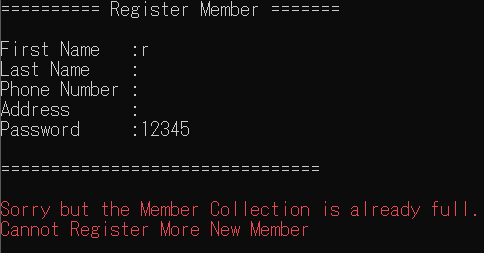 ========== Register Member =======
First Name   :r
Last Name    :
Phone Number :
Address      :
Password     :12345
================================
Sorry but the Member Collection is already full.
Cannot Register More New Member